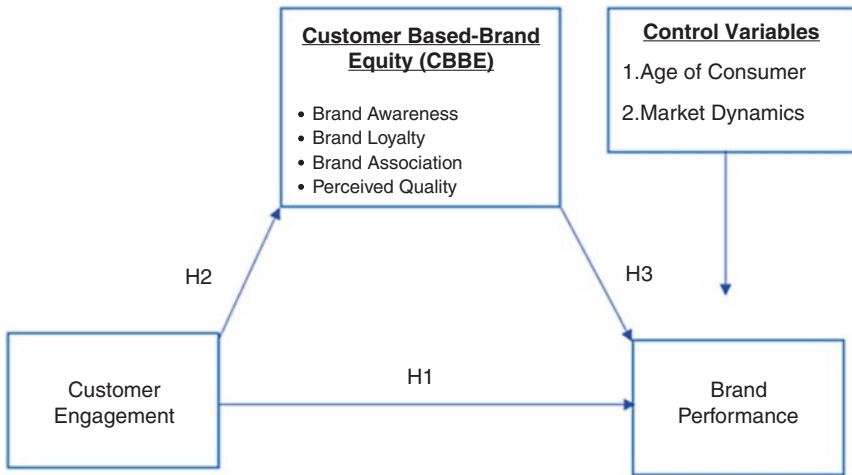 Customer Based-Brand
Equity (CBBE)
• Brand Awareness
• Brand Loyalty
• Brand Association
• Perceived Quality
Control Variables
1.Age of Consumer
2.Market Dynamics
H2
H3
H1
Customer
Engagement
Brand
Performance